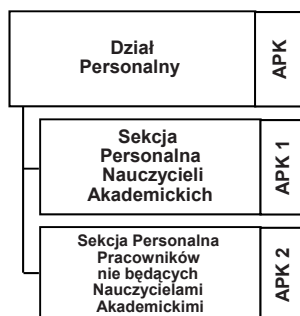 Dział
Personalny
APK
Sekcja
Personalna
Nauczycieli
Akademickich
APK 1
Sekcja Personalna
Pracowników
nie będących
Nauczycielami
Akademickimi
APK 2